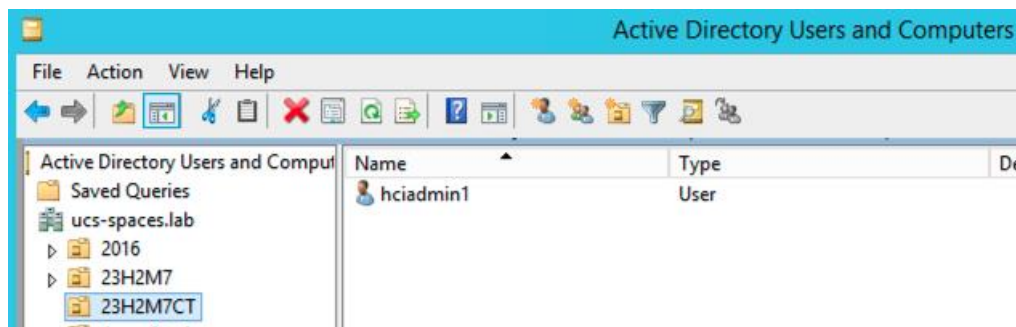 Active Directory Users and Computers
File Action View Help
Active Directory Users and Comput
Name Type De
Saved Queries
hciadmin1 User
ucs-spaces.lab
2016
23H2M7
23H2M7CT